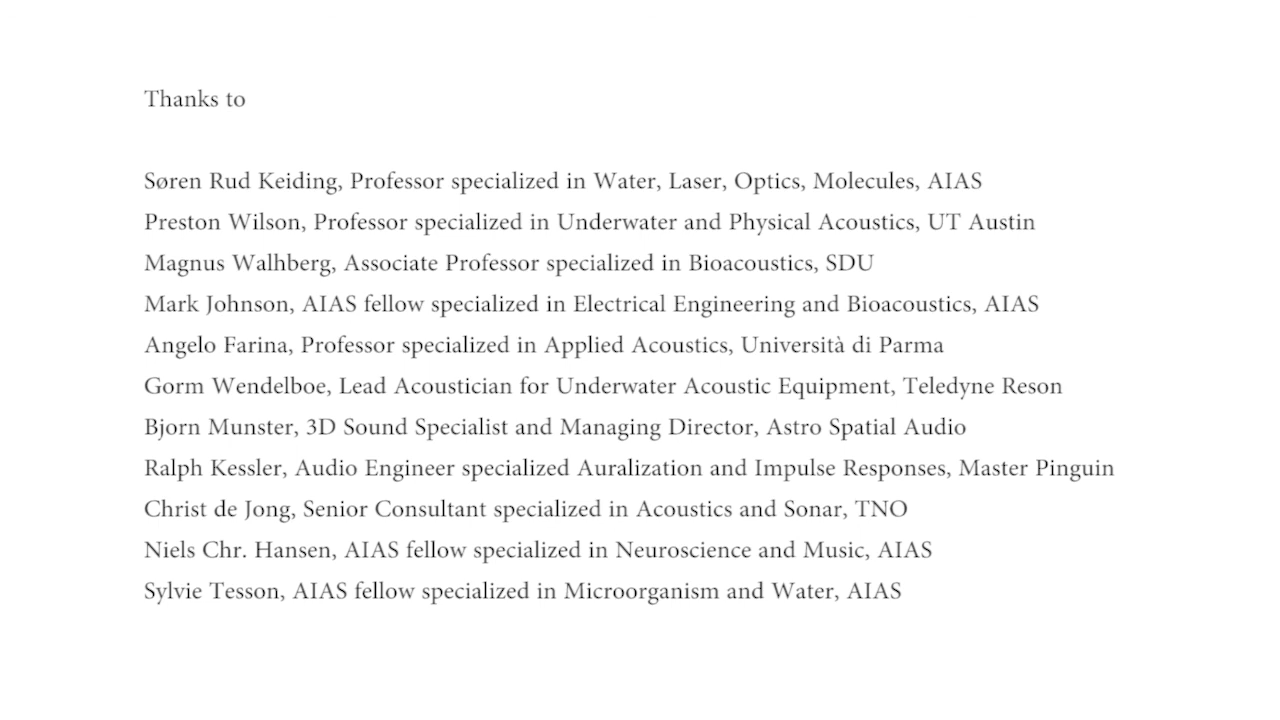 Thanks to
Søren Rud Keiding, Professor specialized in Water, Laser, Optics, Molecules, AIAS
Preston Wilson, Professor specialized in Underwater and Physical Acoustics, UT Austin
Magnus Walhberg, Associate Professor specialized in Bioacoustics, SDU
Mark Johnson, AIAS fellow specialized in Electrical Engineering and Bioacoustics, AIAS
Angelo Farina, Professor specialized in Applied Acoustics, Università di Parma
Gorm Wendelboe, Lead Acoustician for Underwater Acoustic Equipment, Teledyne Reson
Bjorn Munster, 3D Sound Specialist and Managing Director, Astro Spatial Audio
Ralph Kessler, Audio Engineer specialized Auralization and Impulse Responses, Master Pinguin
Christ de Jong, Senior Consultant specialized in Acoustics and Sonar, TNO
Niels Chr. Hansen, AIAS fellow specialized in Neuroscience and Music, AIAS
Sylvie Tesson, AIAS fellow specialized in Microorganism and Water, AIAS